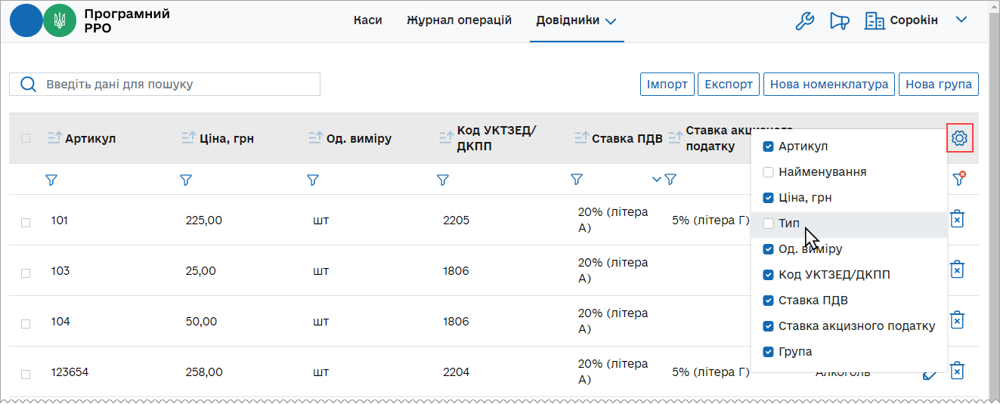 Програмний
РРО
Каси
Журнал операцій
Довідники
Сорокін
Введіть дані для пошуку
Імпорт
Експорт
Нова номенклатура
Нова група
Артикул
Ціна, грн
Од. виміру
Код УКТЗЕД/
ДКПП
Ставка ПДВ
Ставка акцизного
податку
Артикул
Найменування
Ціна, грн
Тип
Од. виміру
Код УКТЗЕД/ДКПП
Ставка ПДВ
Ставка акцизного податку
Група
101
225,00
шт
2205
20% (літера
А)
5% (літера Г)
103
25,00
шт
1806
20% (літера
А)
104
50,00
шт
1806
20% (літера
А)
123654
258,00
шт
2204
20% (літера
А)
5% (літера Г)
Алкоголь